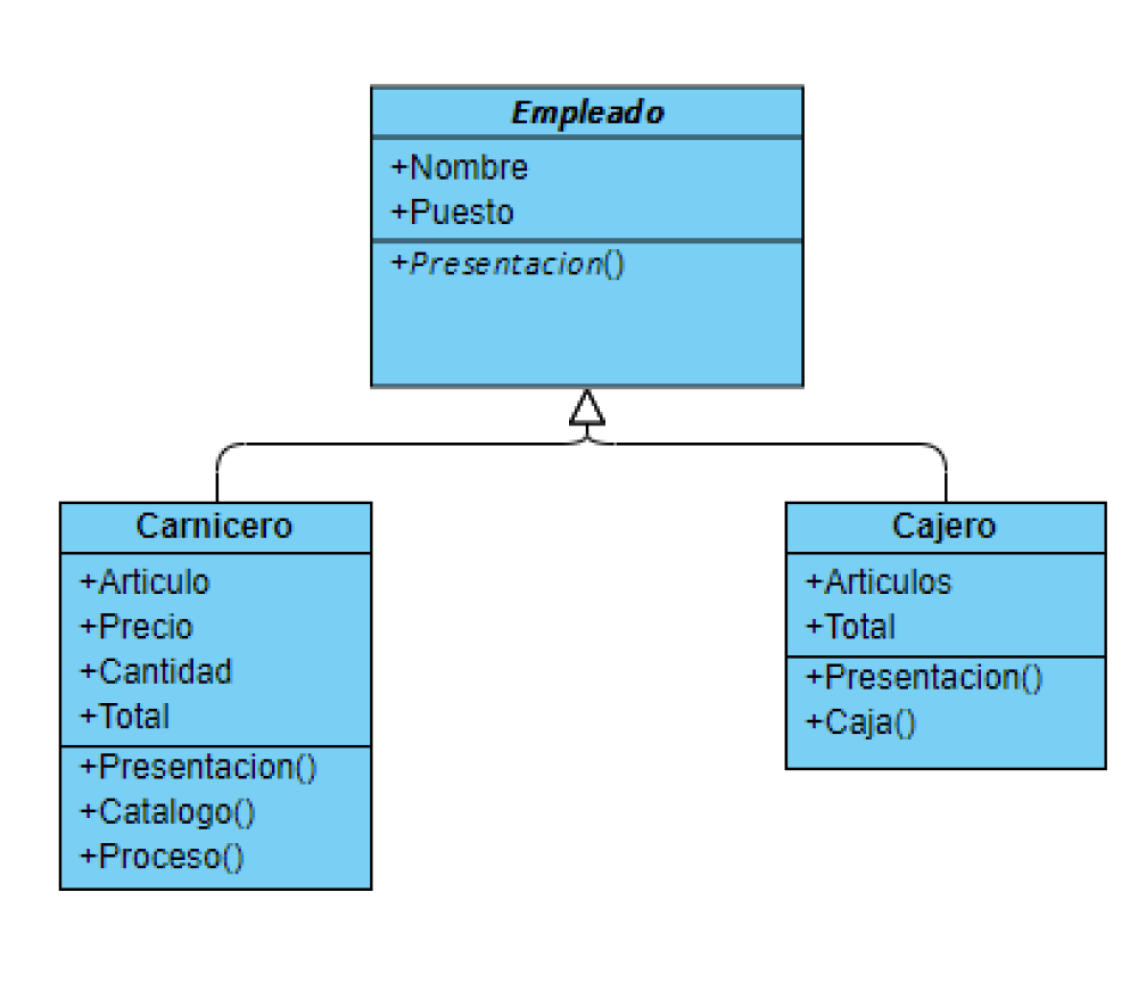 Empleado
+Nombre
+Puesto
+Presentacion()
Carnicero
+Articulo
+Precio
+Cantidad
+Total
+Presentacion()
+Catalogo()
+Proceso()
Cajero
+Articulos
+Total
+Presentacion()
+Caja()